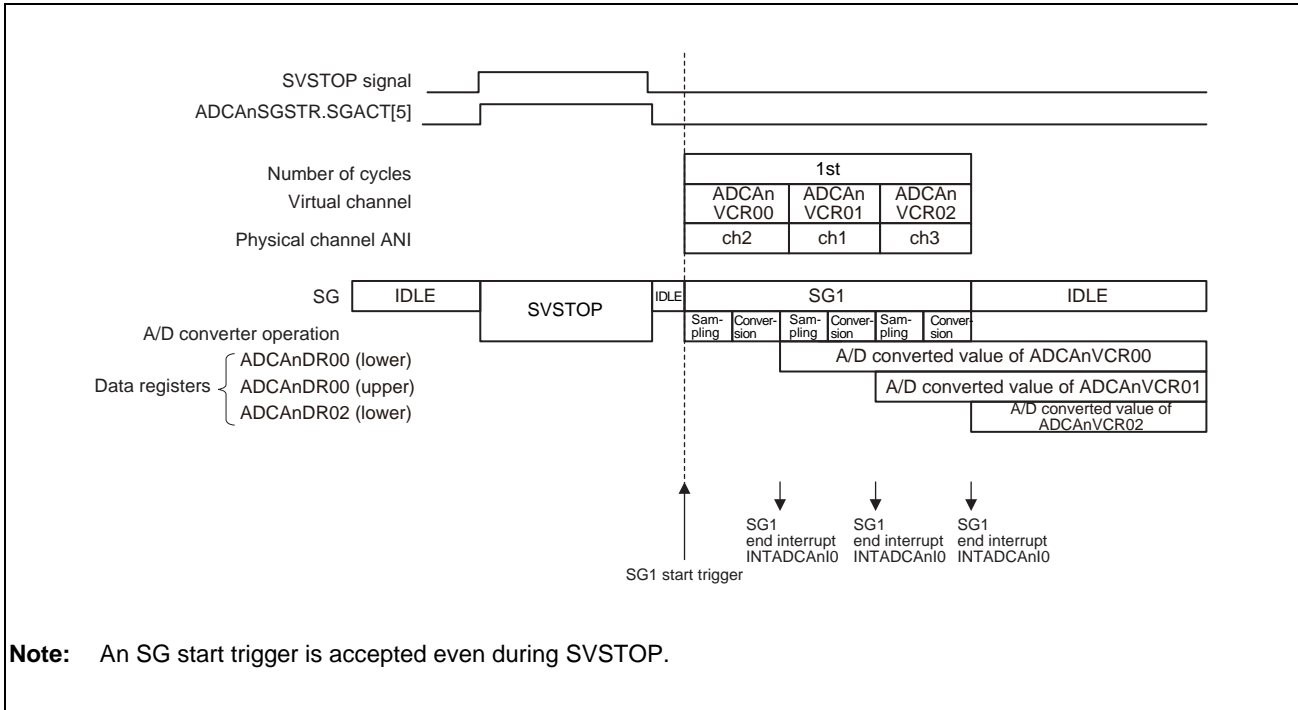 SVSTOP signal
ADCAnSGSTR.SGACT[5]
Number of cycles
1st
Virtual channel
ADCAn
VCR00
ADCAn
VCR01
ADCAn
VCR02
Physical channel ANI
ch2
ch1
ch3
SG
IDLE
SVSTOP
IDLE
SG1
IDLE
A/D converter operation
Sam-
pling
Conver-
sion
Sam-
pling
Conver-
sion
Sam-
pling
Conver-
sion
Data registers
ADCAnDR00 (lower)
ADCAnDR00 (upper)
ADCAnDR02 (lower)
A/D converted value of ADCAnVCR00
A/D converted value of ADCAnVCR01
A/D converted value of
ADCAnVCR02
SG1
end interrupt
INTADCAnI0
SG1
end interrupt
INTADCAnI0
SG1
end interrupt
INTADCAnI0
SG1 start trigger
Note: An SG start trigger is accepted even during SVSTOP.